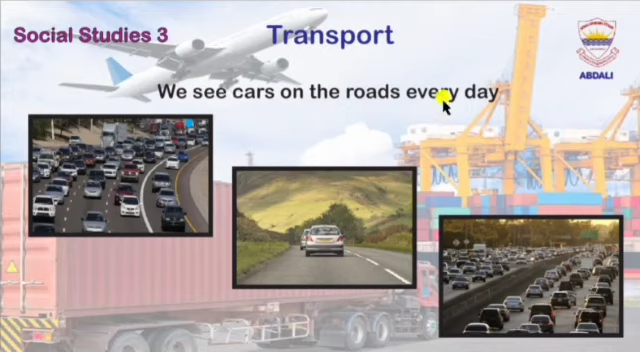 Social Studies 3
Transport
ABDALI
We see cars on the roads every day